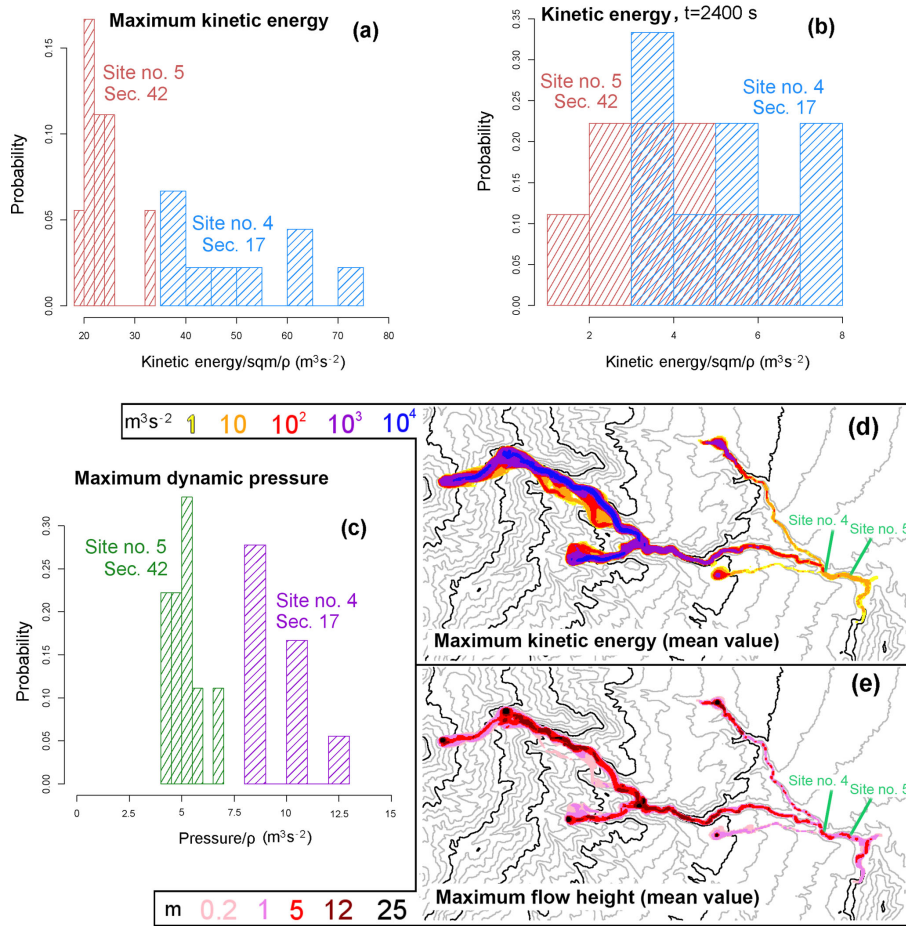 Maximum kinetic energy
(a)
Site no. 5
Sec. 42
Site no. 4
Sec. 17
Probability
0.00
0.05
0.10
0.15
20 30 40 50 60 70 80
Kinetic energy/sqm/ρ (m³s⁻²)
Kinetic energy, t=2400 s
(b)
Site no. 5
Sec. 42
Site no. 4
Sec. 17
Probability
0.00
0.05
0.10
0.15
0.20
0.25
0.30
0.35
2 4 6 8
Kinetic energy/sqm/ρ (m³s⁻²)
m³s⁻² 1 10 10² 10³ 10⁴
Maximum dynamic pressure
(c)
Site no. 5
Sec. 42
Site no. 4
Sec. 17
Probability
0.00
0.05
0.10
0.15
0.20
0.25
0.30
0 2.5 5 7.5 10 12.5 15
Pressure/ρ (m³s⁻²)
(d)
Site no. 4
Site no. 5
Maximum kinetic energy (mean value)
(e)
Site no. 4
Site no. 5
Maximum flow height (mean value)
m 0.2 1 5 12 25